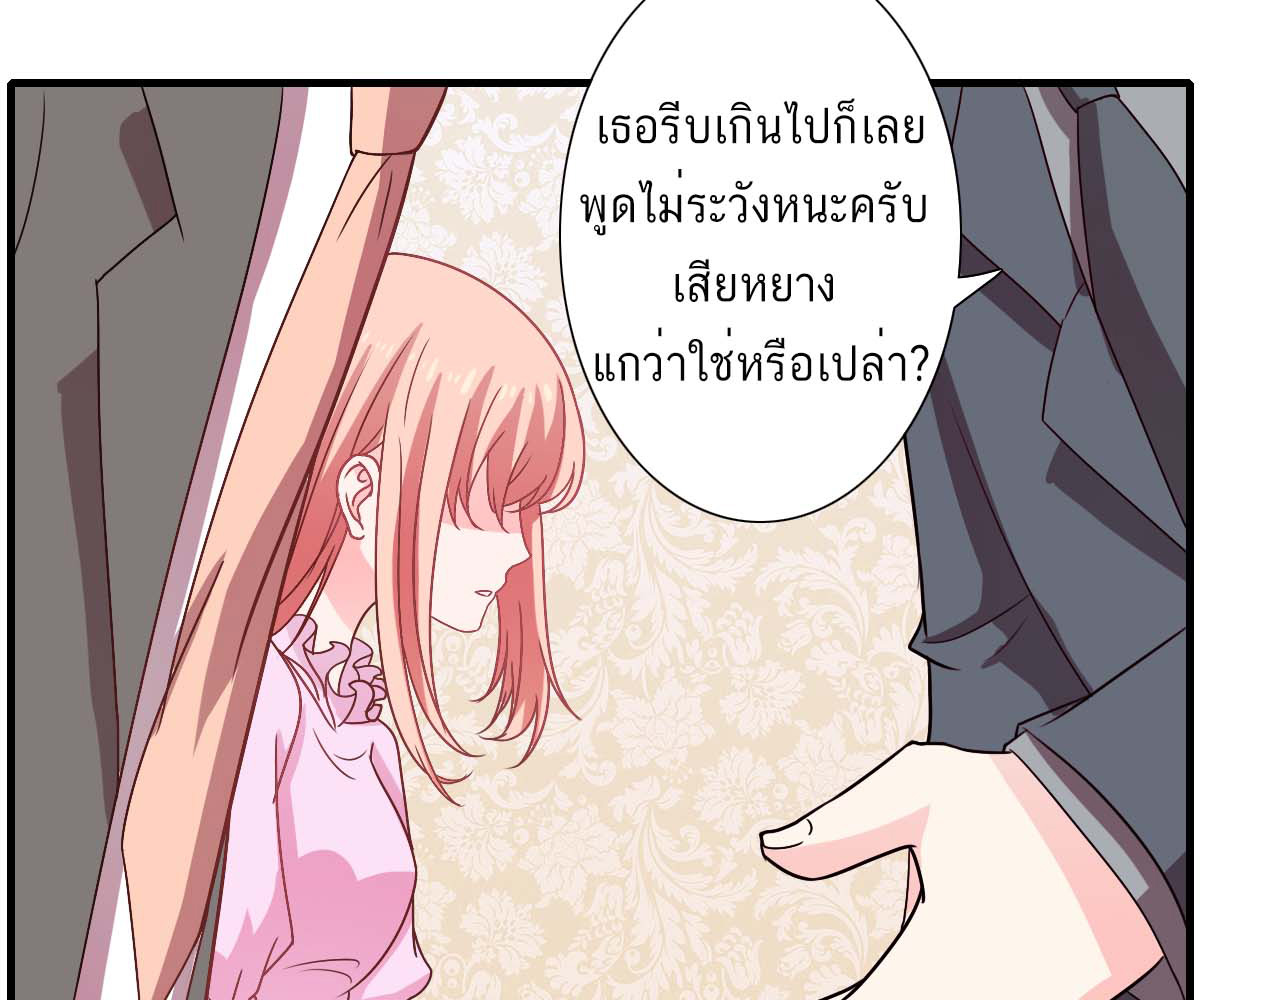 เธอรีบเกินไปก็เลย
พูดไม่ระวังหนะครับ
เสียหยาง
แกว่าใช่หรือเปล่า?